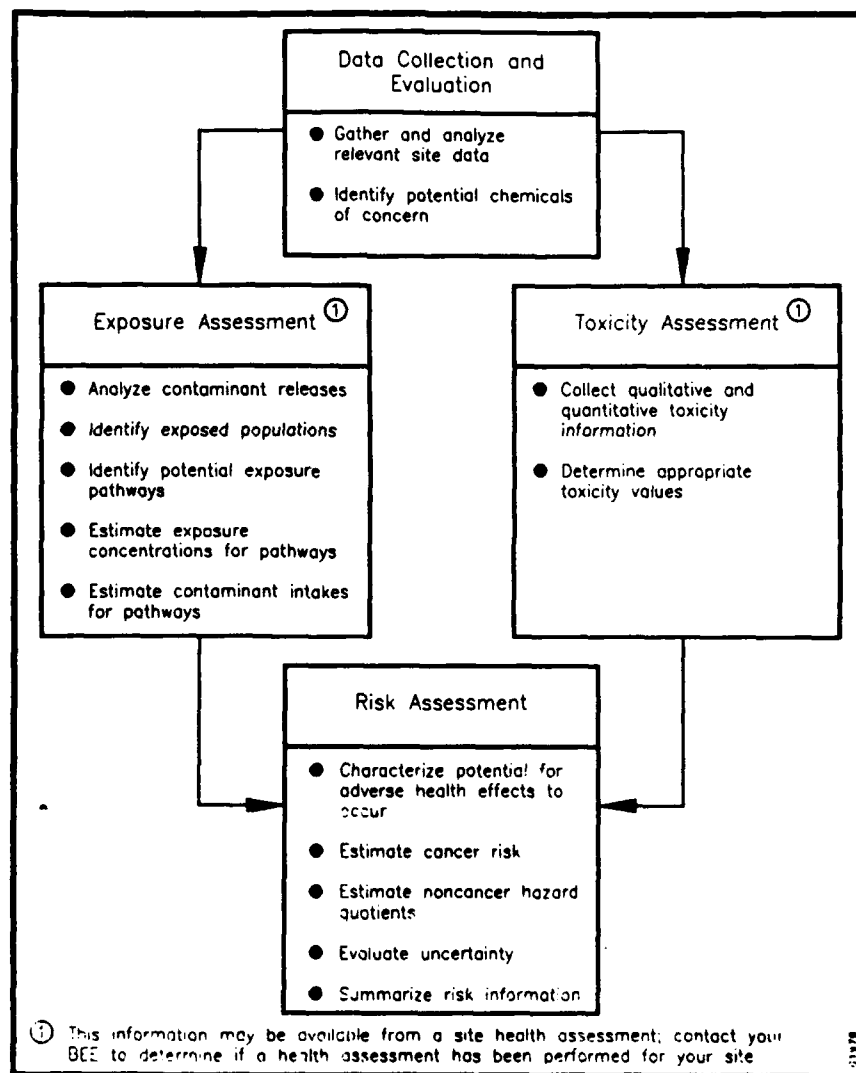 Data Collection and
Evaluation
● Gather and analyze
relevant site data
● Identify potential chemicals
of concern
Exposure Assessment ①
● Analyze contaminant releases
● Identify exposed populations
● Identify potential exposure
pathways
● Estimate exposure
concentrations for pathways
● Estimate contaminant intakes
for pathways
Toxicity Assessment ①
● Collect qualitative and
quantitative toxicity
information
● Determine appropriate
toxicity values
Risk Assessment
● Characterize potential for
adverse health effects to
occur
● Estimate cancer risk
● Estimate noncancer hazard
quotients
● Evaluate uncertainty
● Summarize risk information
① This information may be available from a site health assessment; contact your
BEE to determine if a health assessment has been performed for your site